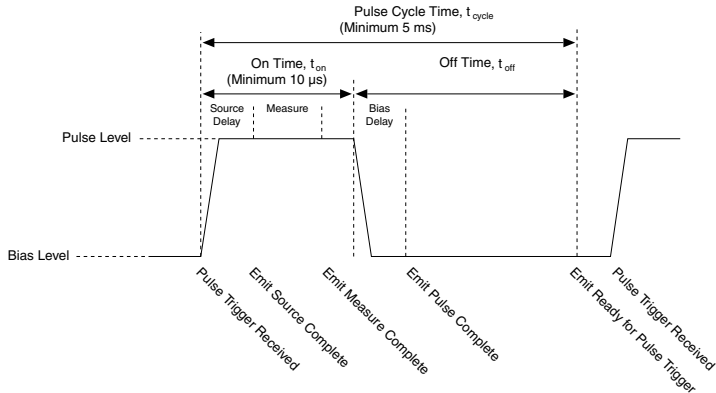 Pulse Cycle Time, tcycle
(Minimum 5 ms)
On Time, ton
(Minimum 10 µs)
Off Time, toff
Source
Delay
Measure
Bias
Delay
Pulse Level
Bias Level
Pulse Trigger Received
Emit Source Complete
Emit Measure Complete
Emit Pulse Complete
Emit Ready for Pulse Trigger
Pulse Trigger Received